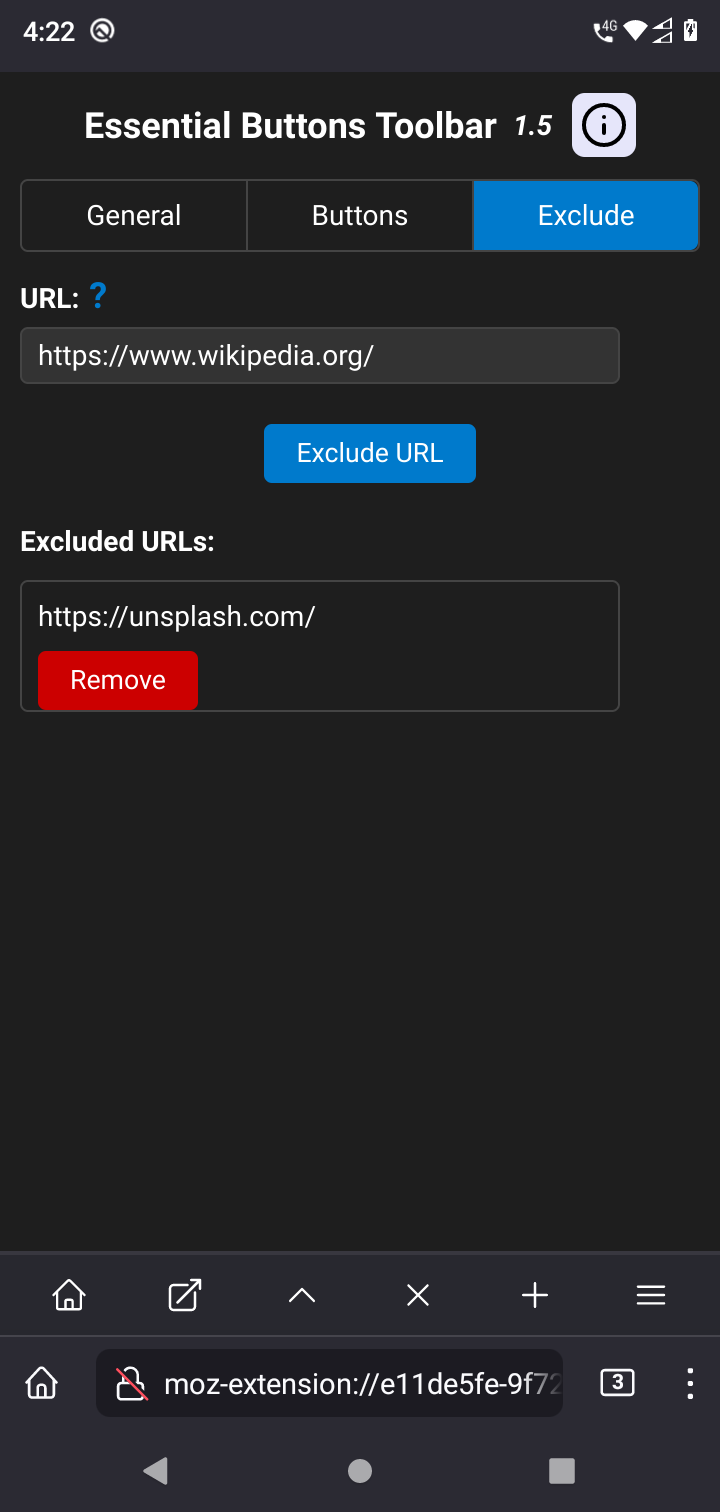 4:22
4G
Essential Buttons Toolbar 1.5
General Buttons Exclude
URL: ?
https://www.wikipedia.org/
Exclude URL
Excluded URLs:
https://unsplash.com/
Remove
moz-extension://e11de5fe-9f72
3